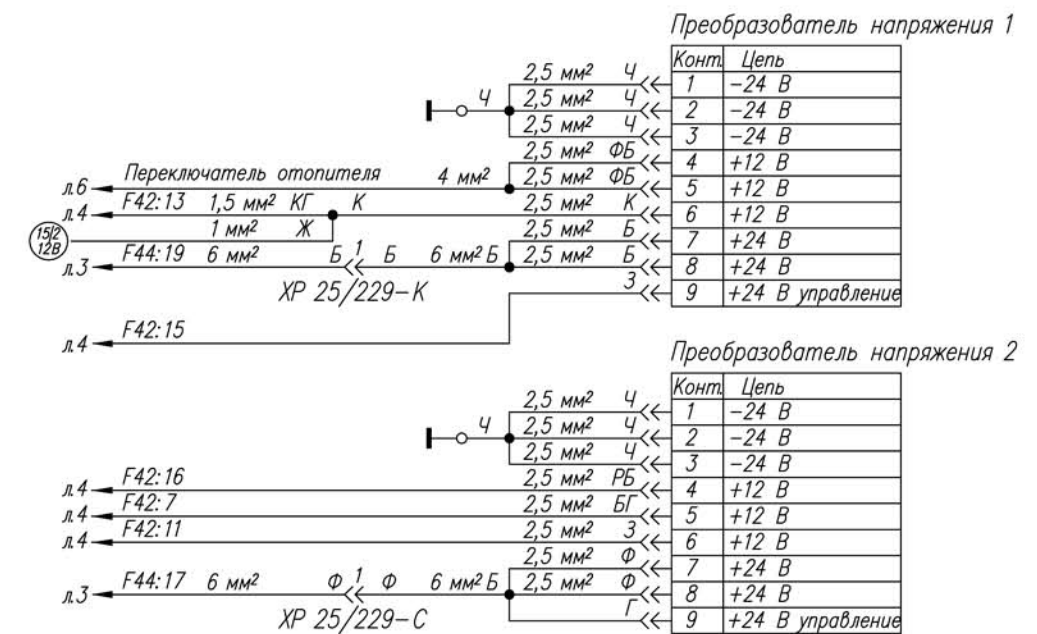 Преобразователь напряжения 1
Конт. Цепь
2,5 мм² Ч 1 −24 В
Ч 2,5 мм² Ч 2 −24 В
2,5 мм² Ч 3 −24 В
2,5 мм² ФБ 4 +12 В
л.6 Переключатель отопителя 4 мм² 2,5 мм² ФБ 5 +12 В
л.4 F42:13 1,5 мм² КГ К 2,5 мм² К 6 +12 В
15/2 12В 1 мм² Ж 2,5 мм² Б 7 +24 В
л.3 F44:19 6 мм² Б 1 Б 6 мм² Б 2,5 мм² Б 8 +24 В
ХР 25/229−К З 9 +24 В управление
л.4 F42:15
Преобразователь напряжения 2
Конт. Цепь
2,5 мм² Ч 1 −24 В
Ч 2,5 мм² Ч 2 −24 В
2,5 мм² Ч 3 −24 В
л.4 F42:16 2,5 мм² РБ 4 +12 В
л.4 F42:7 2,5 мм² БГ 5 +12 В
л.4 F42:11 2,5 мм² З 6 +12 В
2,5 мм² Ф 7 +24 В
л.3 F44:17 6 мм² Ф 1 Ф 6 мм² Б 2,5 мм² Ф 8 +24 В
ХР 25/229−С Г 9 +24 В управление